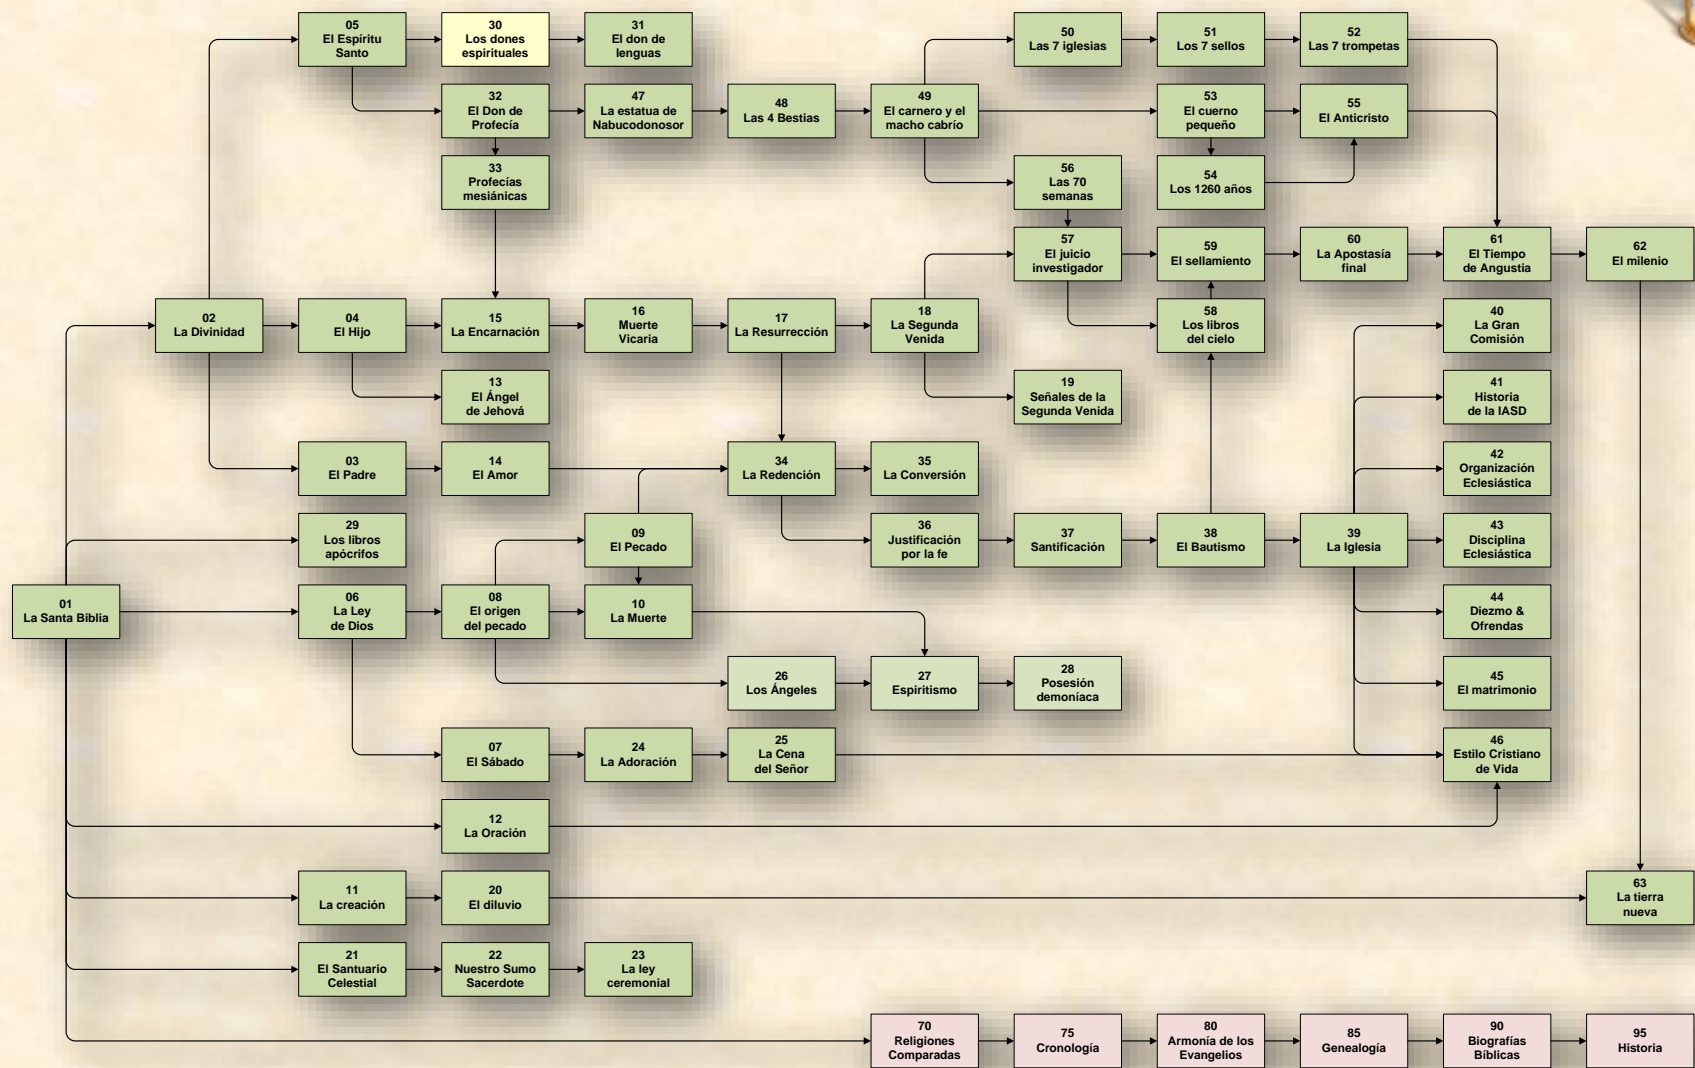 05
El Espíritu
Santo
30
Los dones
espirituales
31
El don de
lenguas
50
Las 7 iglesias
51
Los 7 sellos
52
Las 7 trompetas
32
El Don de
Profecía
47
La estatua de
Nabucodonosor
48
Las 4 Bestias
49
El carnero y el
macho cabrío
53
El cuerno
pequeño
55
El Anticristo
33
Profecías
mesiánicas
56
Las 70
semanas
54
Los 1260 años
57
El juicio
investigador
59
El sellamiento
60
La Apostasía
final
61
El Tiempo
de Angustia
62
El milenio
02
La Divinidad
04
El Hijo
15
La Encarnación
16
Muerte
Vicaria
17
La Resurrección
18
La Segunda
Venida
58
Los libros
del cielo
40
La Gran
Comisión
13
El Ángel
de Jehová
19
Señales de la
Segunda Venida
41
Historia
de la IASD
03
El Padre
14
El Amor
34
La Redención
35
La Conversión
42
Organización
Eclesiástica
29
Los libros
apócrifos
09
El Pecado
36
Justificación
por la fe
37
Santificación
38
El Bautismo
39
La Iglesia
43
Disciplina
Eclesiástica
01
La Santa Biblia
06
La Ley
de Dios
08
El origen
del pecado
10
La Muerte
44
Diezmo &
Ofrendas
26
Los Ángeles
27
Espiritismo
28
Posesión
demoníaca
45
El matrimonio
07
El Sábado
24
La Adoración
25
La Cena
del Señor
46
Estilo Cristiano
de Vida
12
La Oración
11
La creación
20
El diluvio
63
La tierra
nueva
21
El Santuario
Celestial
22
Nuestro Sumo
Sacerdote
23
La ley
ceremonial
70
Religiones
Comparadas
75
Cronología
80
Armonía de los
Evangelios
85
Genealogía
90
Biografías
Bíblicas
95
Historia